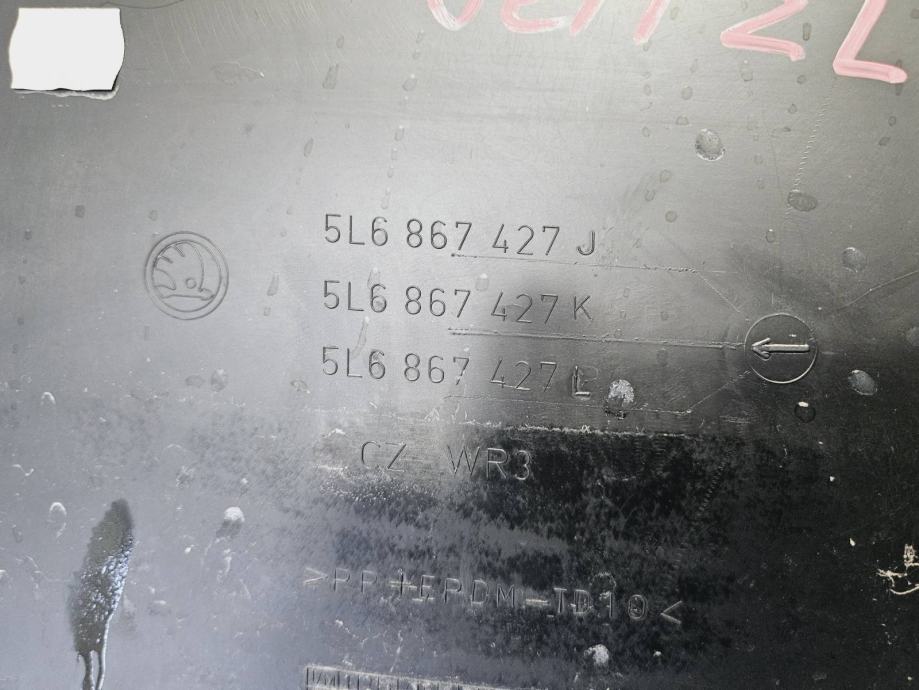 5L6 867 427 J
5L6 867 427 K
5L6 867 427 L
CZ WR3
>PP+EPDM-TD10<